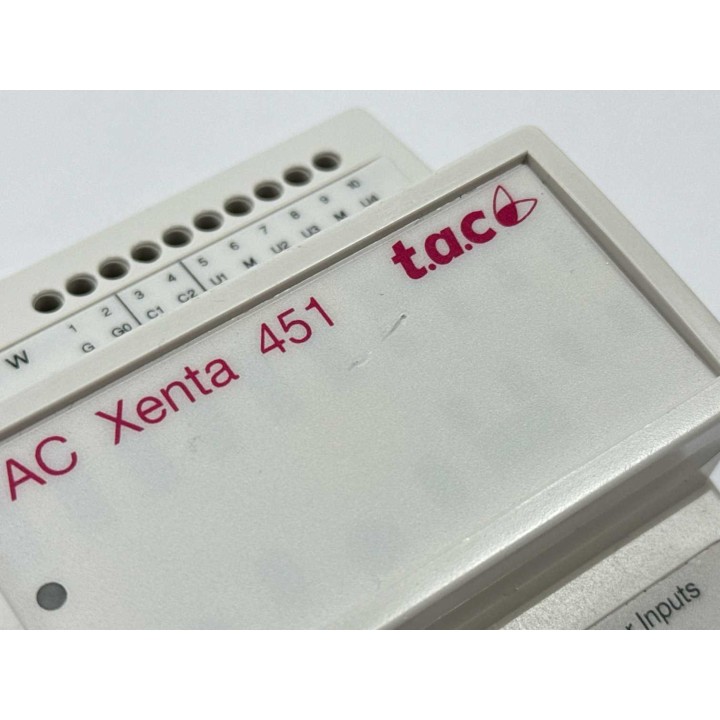 1 2 3 4 5 6 7 8 9 10
W G G0 C1 C2 U1 M U2 U3 M U4
t.a.c
AC Xenta 451
Inputs